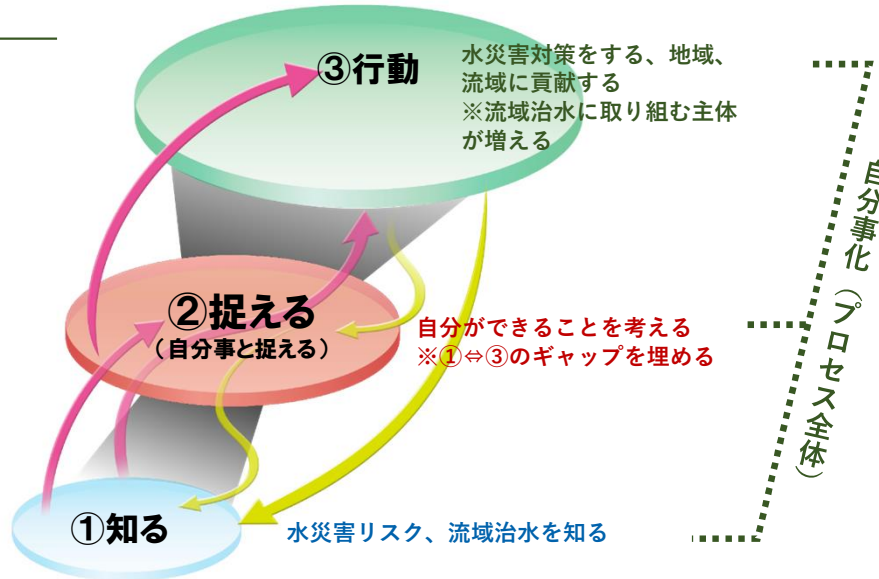 ③行動
水災害対策をする、地域、
流域に貢献する
※流域治水に取り組む主体
が増える
②捉える
（自分事と捉える）
自分ができることを考える
※①⇔③のギャップを埋める
①知る
水災害リスク、流域治水を知る
自分事化（プロセス全体）